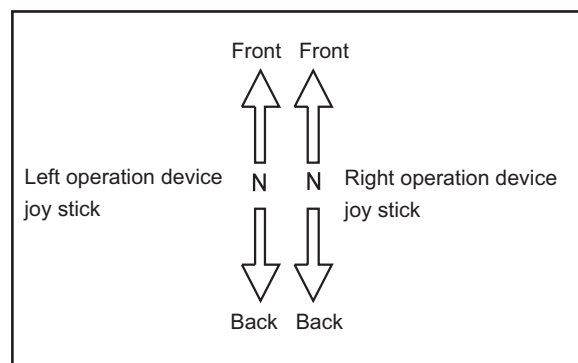 Front Front
Left operation device
joy stick
N N
Right operation device
joy stick
Back Back